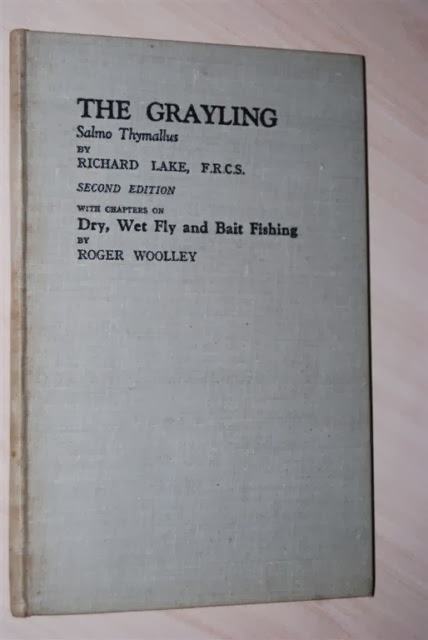 THE GRAYLING
Salmo Thymallus
BY
RICHARD LAKE, F.R.C.S.
SECOND EDITION
WITH CHAPTERS ON
Dry, Wet Fly and Bait Fishing
BY
ROGER WOOLLEY